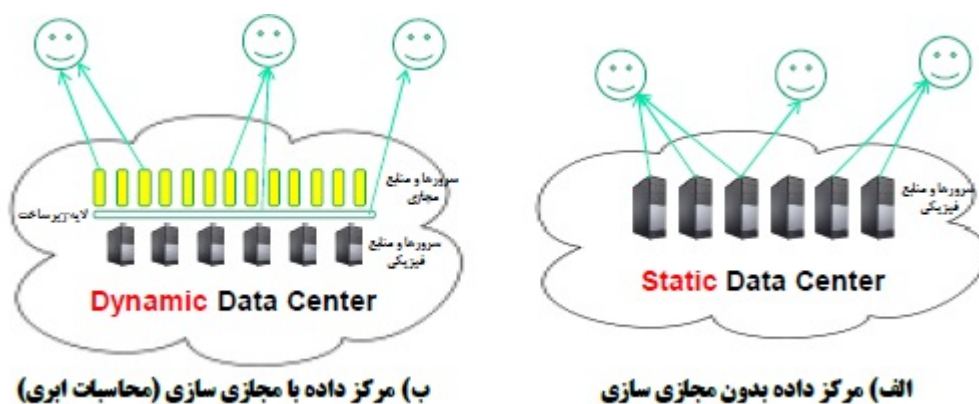 سرورها و منابع
فیزیکی
Static Data Center
الف) مرکز داده بدون مجازی سازی
سرورها و منابع
مجازی
لایه زیرساخت
سرورها و منابع
فیزیکی
Dynamic Data Center
ب) مرکز داده با مجازی سازی (محاسبات ابری)